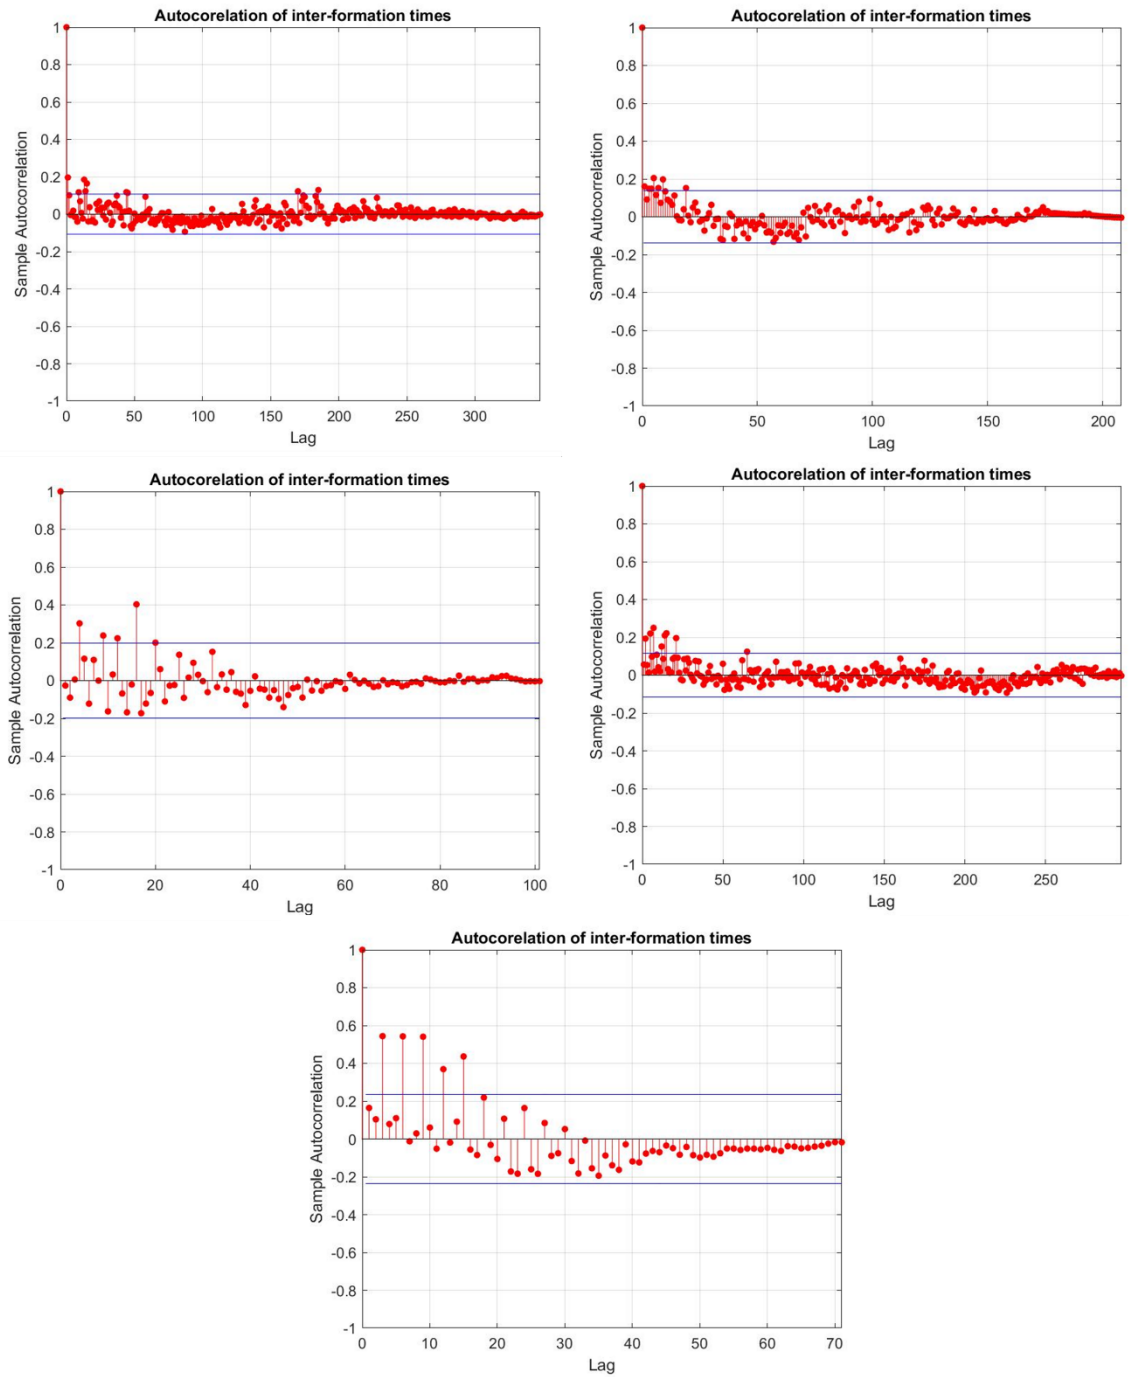 Autocorelation of inter-formation times
1
0.8
0.6
0.4
0.2
0
-0.2
-0.4
-0.6
-0.8
-1
Sample Autocorrelation
0 50 100 150 200 250 300
Lag
Autocorelation of inter-formation times
1
0.8
0.6
0.4
0.2
0
-0.2
-0.4
-0.6
-0.8
-1
Sample Autocorrelation
0 50 100 150 200
Lag
Autocorelation of inter-formation times
1
0.8
0.6
0.4
0.2
0
-0.2
-0.4
-0.6
-0.8
-1
Sample Autocorrelation
0 20 40 60 80 100
Lag
Autocorelation of inter-formation times
1
0.8
0.6
0.4
0.2
0
-0.2
-0.4
-0.6
-0.8
-1
Sample Autocorrelation
0 50 100 150 200 250
Lag
Autocorelation of inter-formation times
1
0.8
0.6
0.4
0.2
0
-0.2
-0.4
-0.6
-0.8
-1
Sample Autocorrelation
0 10 20 30 40 50 60 70
Lag